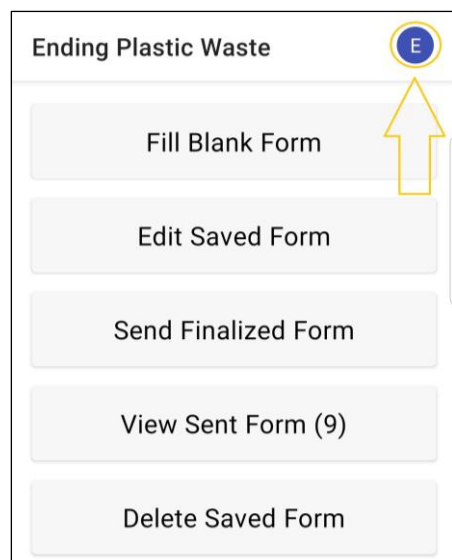 Ending Plastic Waste E
Fill Blank Form
Edit Saved Form
Send Finalized Form
View Sent Form (9)
Delete Saved Form